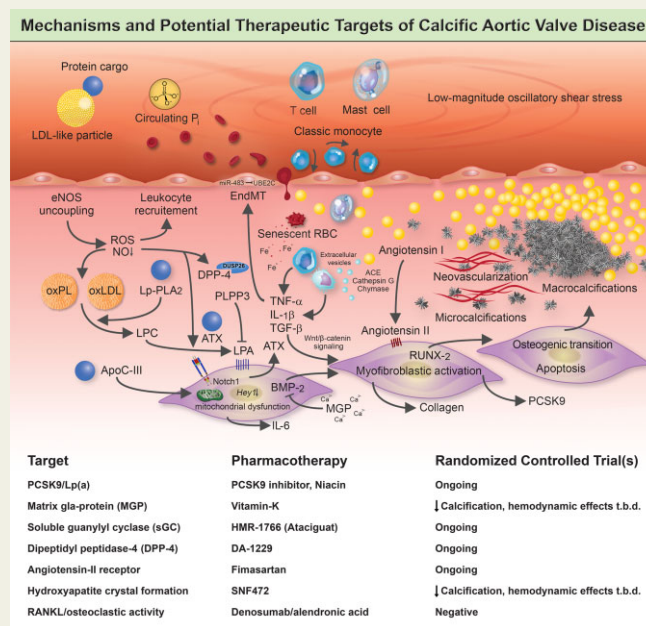 Mechanisms and Potential Therapeutic Targets of Calcific Aortic Valve Disease
Protein cargo
LDL-like particle
Circulating Pi
T cell
Mast cell
Classic monocyte
Low-magnitude oscillatory shear stress
miR-483 → UBE2C
EndMT
eNOS
uncoupling
Leukocyte
recruitement
ROS
NO↓
Senescent RBC
Fe
Fe
Fe
Extracellular
vesicles
Angiotensin I
ACE
Cathepsin G
Chymase
Neovascularization
Macrocalcifications
Microcalcifications
DUSP26
DPP-4
oxPL
oxLDL
Lp-PLA2
PLPP3
TNF-α
IL-1β
TGF-β
Wnt/β-catenin
signaling
Angiotensin II
LPC
ATX
LPA
ATX
RUNX-2
Myofibroblastic activation
Osteogenic transition
Apoptosis
ApoC-III
Notch1
Hey1
mitochondrial dysfunction
BMP-2
Ca
Ca
MGP
Ca
Ca
IL-6
Collagen
PCSK9
Target Pharmacotherapy Randomized Controlled Trial(s)
PCSK9/Lp(a) PCSK9 inhibitor, Niacin Ongoing
Matrix gla-protein (MGP) Vitamin-K ↓Calcification, hemodynamic effects t.b.d.
Soluble guanylyl cyclase (sGC) HMR-1766 (Ataciguat) Ongoing
Dipeptidyl peptidase-4 (DPP-4) DA-1229 Ongoing
Angiotensin-II receptor Fimasartan Ongoing
Hydroxyapatite crystal formation SNF472 ↓Calcification, hemodynamic effects t.b.d.
RANKL/osteoclastic activity Denosumab/alendronic acid Negative